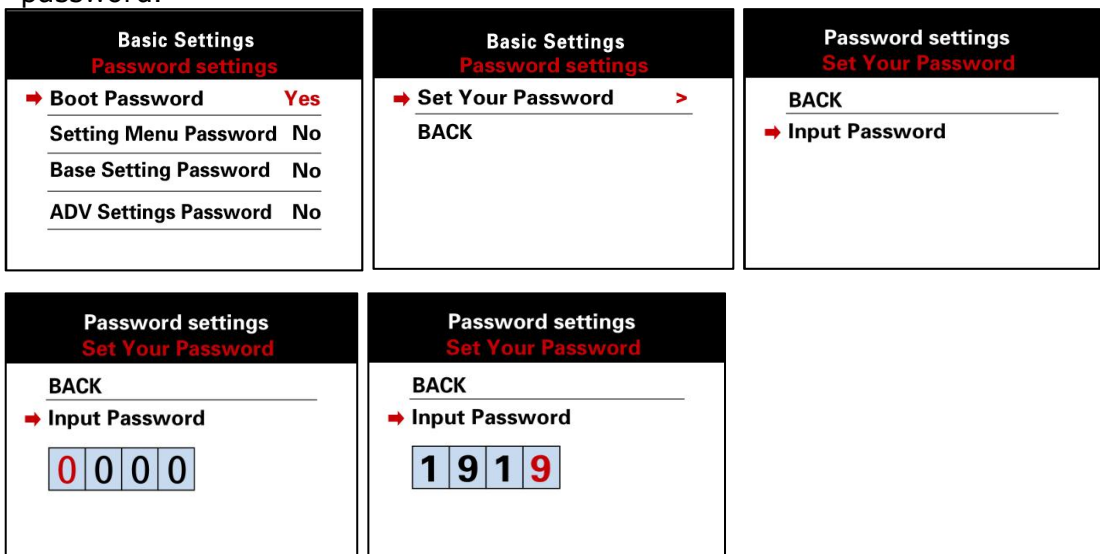 password.
Basic Settings
Password settings
Boot Password Yes
Setting Menu Password No
Base Setting Password No
ADV Settings Password No
Basic Settings
Password settings
Set Your Password >
BACK
Password settings
Set Your Password
BACK
Input Password
Password settings
Set Your Password
BACK
Input Password
0 0 0 0
Password settings
Set Your Password
BACK
Input Password
1 9 1 9